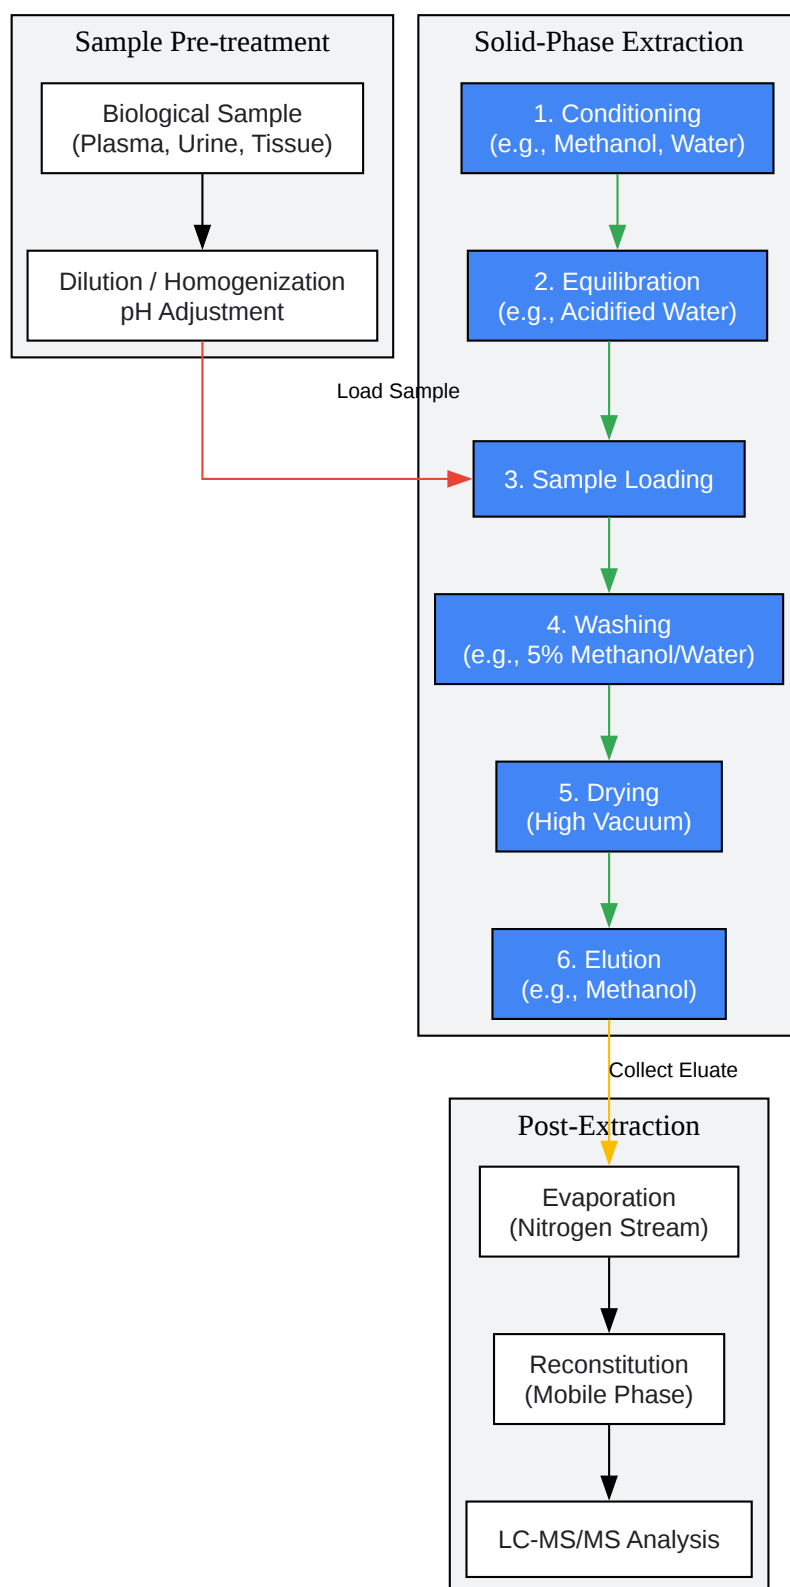 Sample Pre-treatment
Biological Sample
(Plasma, Urine, Tissue)
Dilution / Homogenization
pH Adjustment
Load Sample
Solid-Phase Extraction
1. Conditioning
(e.g., Methanol, Water)
2. Equilibration
(e.g., Acidified Water)
3. Sample Loading
4. Washing
(e.g., 5% Methanol/Water)
5. Drying
(High Vacuum)
6. Elution
(e.g., Methanol)
Collect Eluate
Post-Extraction
Evaporation
(Nitrogen Stream)
Reconstitution
(Mobile Phase)
LC-MS/MS Analysis